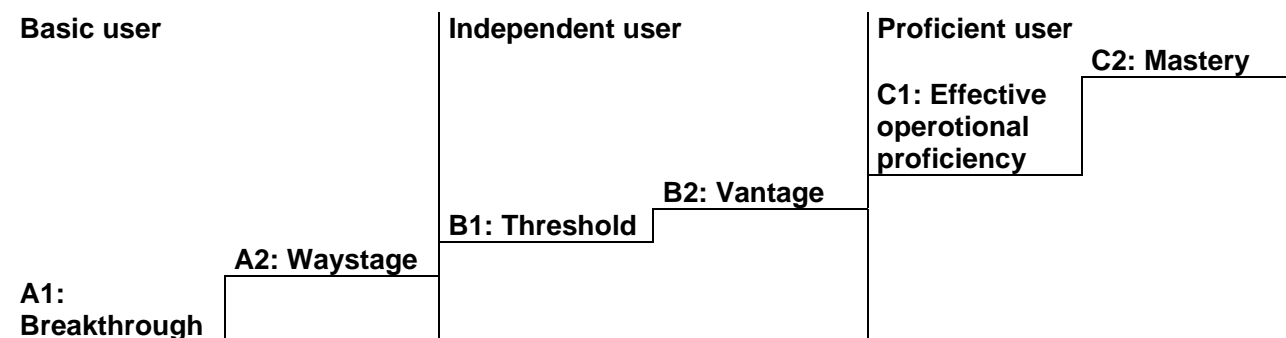 Basic user
Independent user
Proficient user
C2: Mastery
C1: Effective
operotional
proficiency
B2: Vantage
B1: Threshold
A2: Waystage
A1:
Breakthrough